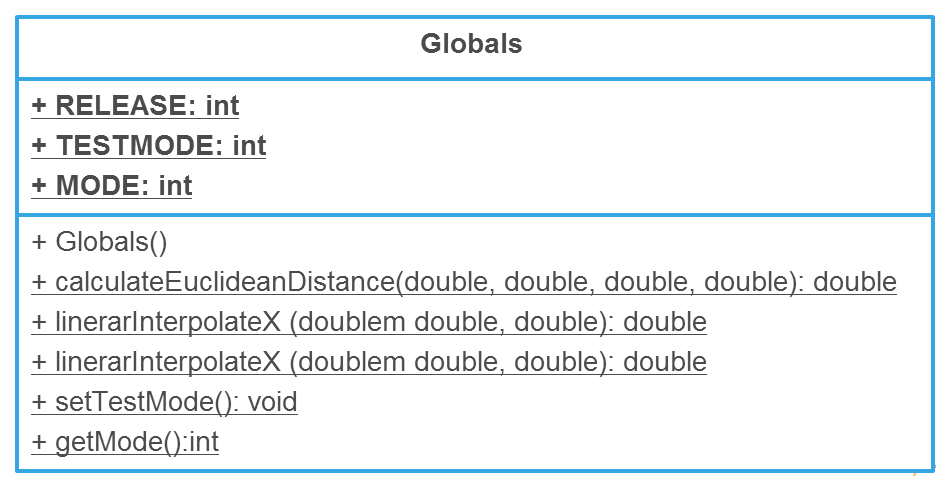 Globals
+ RELEASE: int
+ TESTMODE: int
+ MODE: int
+ Globals()
+ calculateEuclideanDistance(double, double, double, double): double
+ linerarInterpolateX (doublem double, double): double
+ linerarInterpolateX (doublem double, double): double
+ setTestMode(): void
+ getMode():int